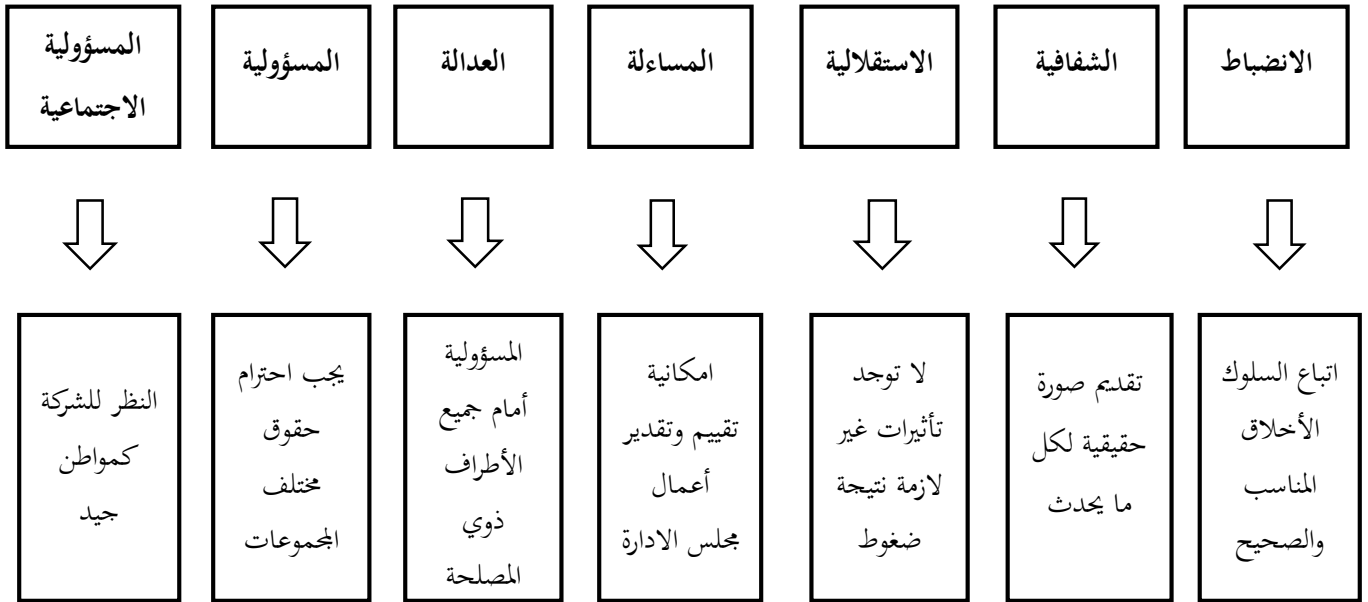 الانضباط
الشفافية
الاستقلالية
المساءلة
العدالة
المسؤولية
المسؤولية
الاجتماعية
اتباع السلوك
الأخلاق
المناسب
والصحيح
تقديم صورة
حقيقية لكل
ما يحدث
لا توجد
تأثيرات غير
لازمة نتيجة
ضغوط
امكانية
تقييم وتقدير
أعمال
مجلس الادارة
المسؤولية
أمام جميع
الأطراف
ذوي
المصلحة
يجب احترام
حقوق
مختلف
المجموعات
النظر للشركة
كمواطن
جيد